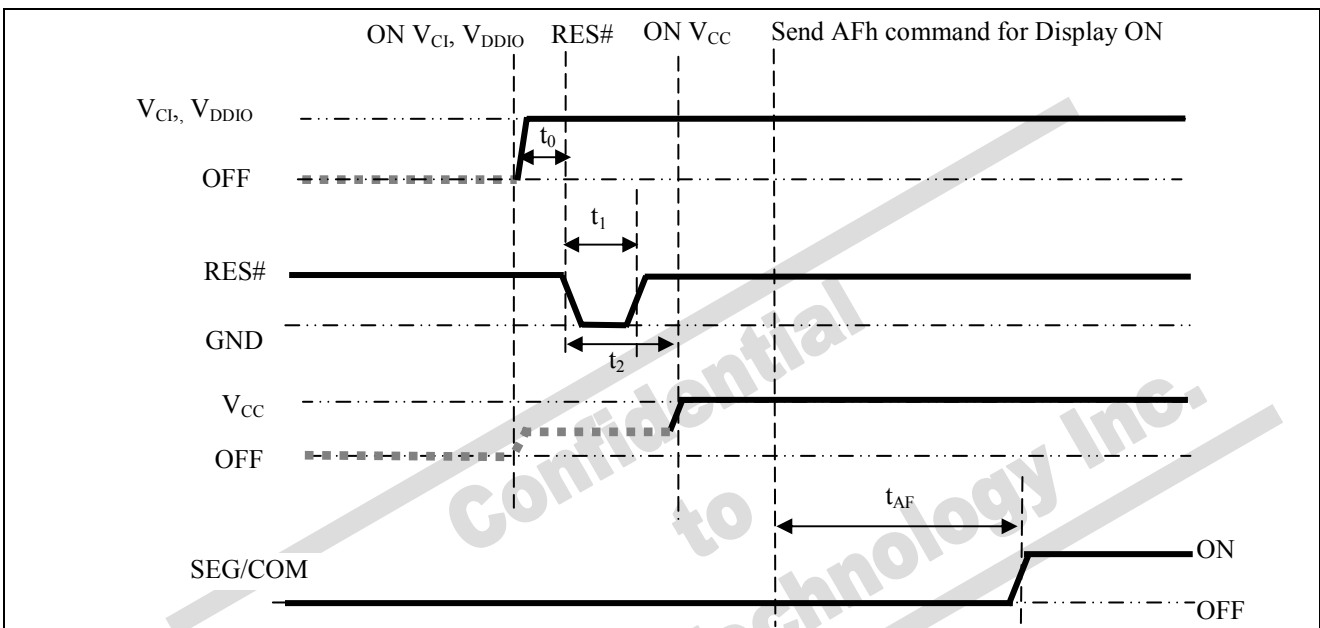 ON VCI, VDDIO RES# ON VCC Send AFh command for Display ON
VCI,, VDDIO
t0
OFF
t1
RES#
GND
t2
VCC
OFF
tAF
SEG/COM
ON
OFF
Confidential
to
Technology Inc.